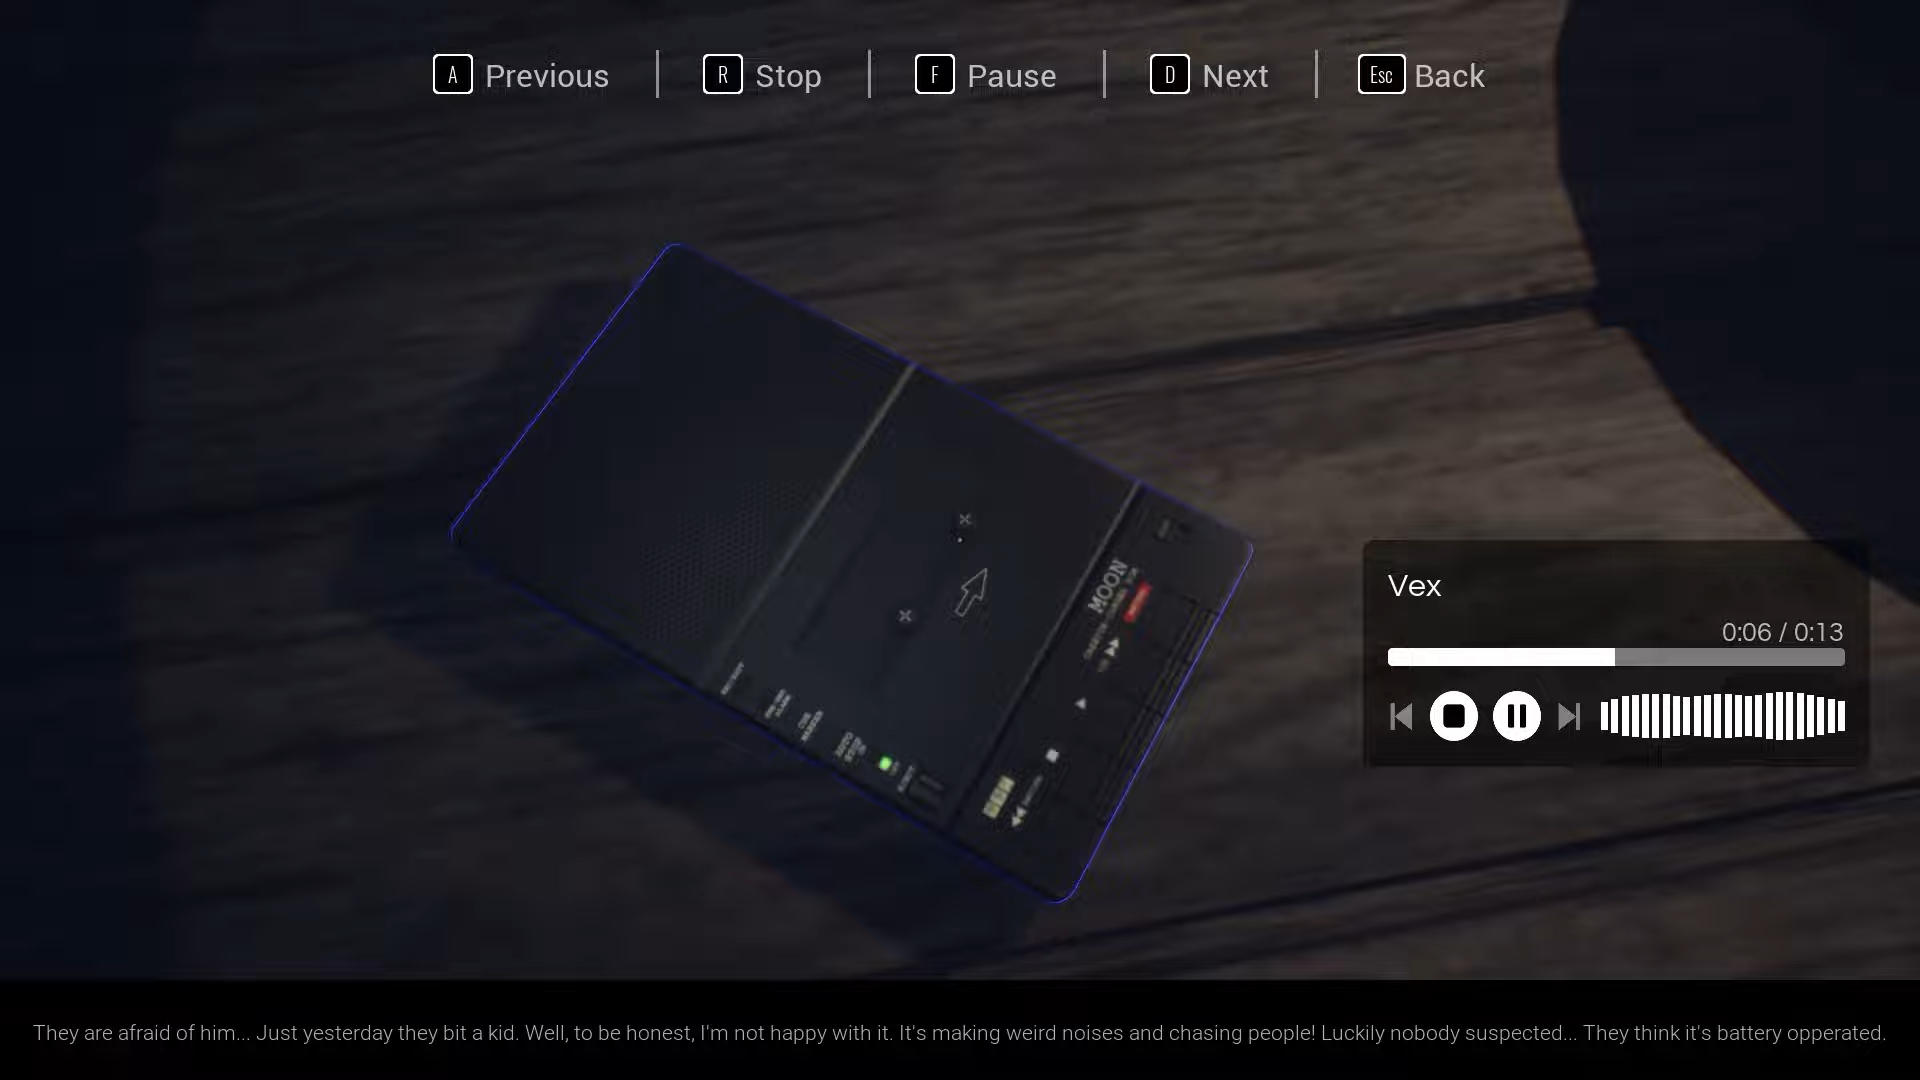 A Previous
R Stop
F Pause
D Next
Esc Back
MOON
Vex
0:06 / 0:13
They are afraid of him... Just yesterday they bit a kid. Well, to be honest, I'm not happy with it. It's making weird noises and chasing people! Luckily nobody suspected... They think it's battery opperated.